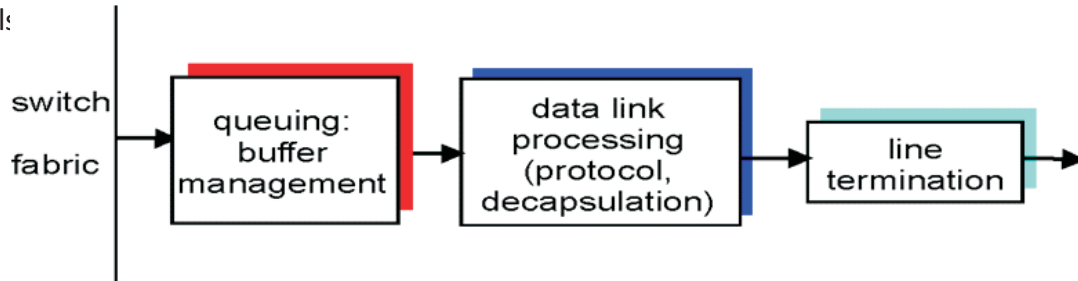 switch
fabric
queuing:
buffer
management
data link
processing
(protocol,
decapsulation)
line
termination